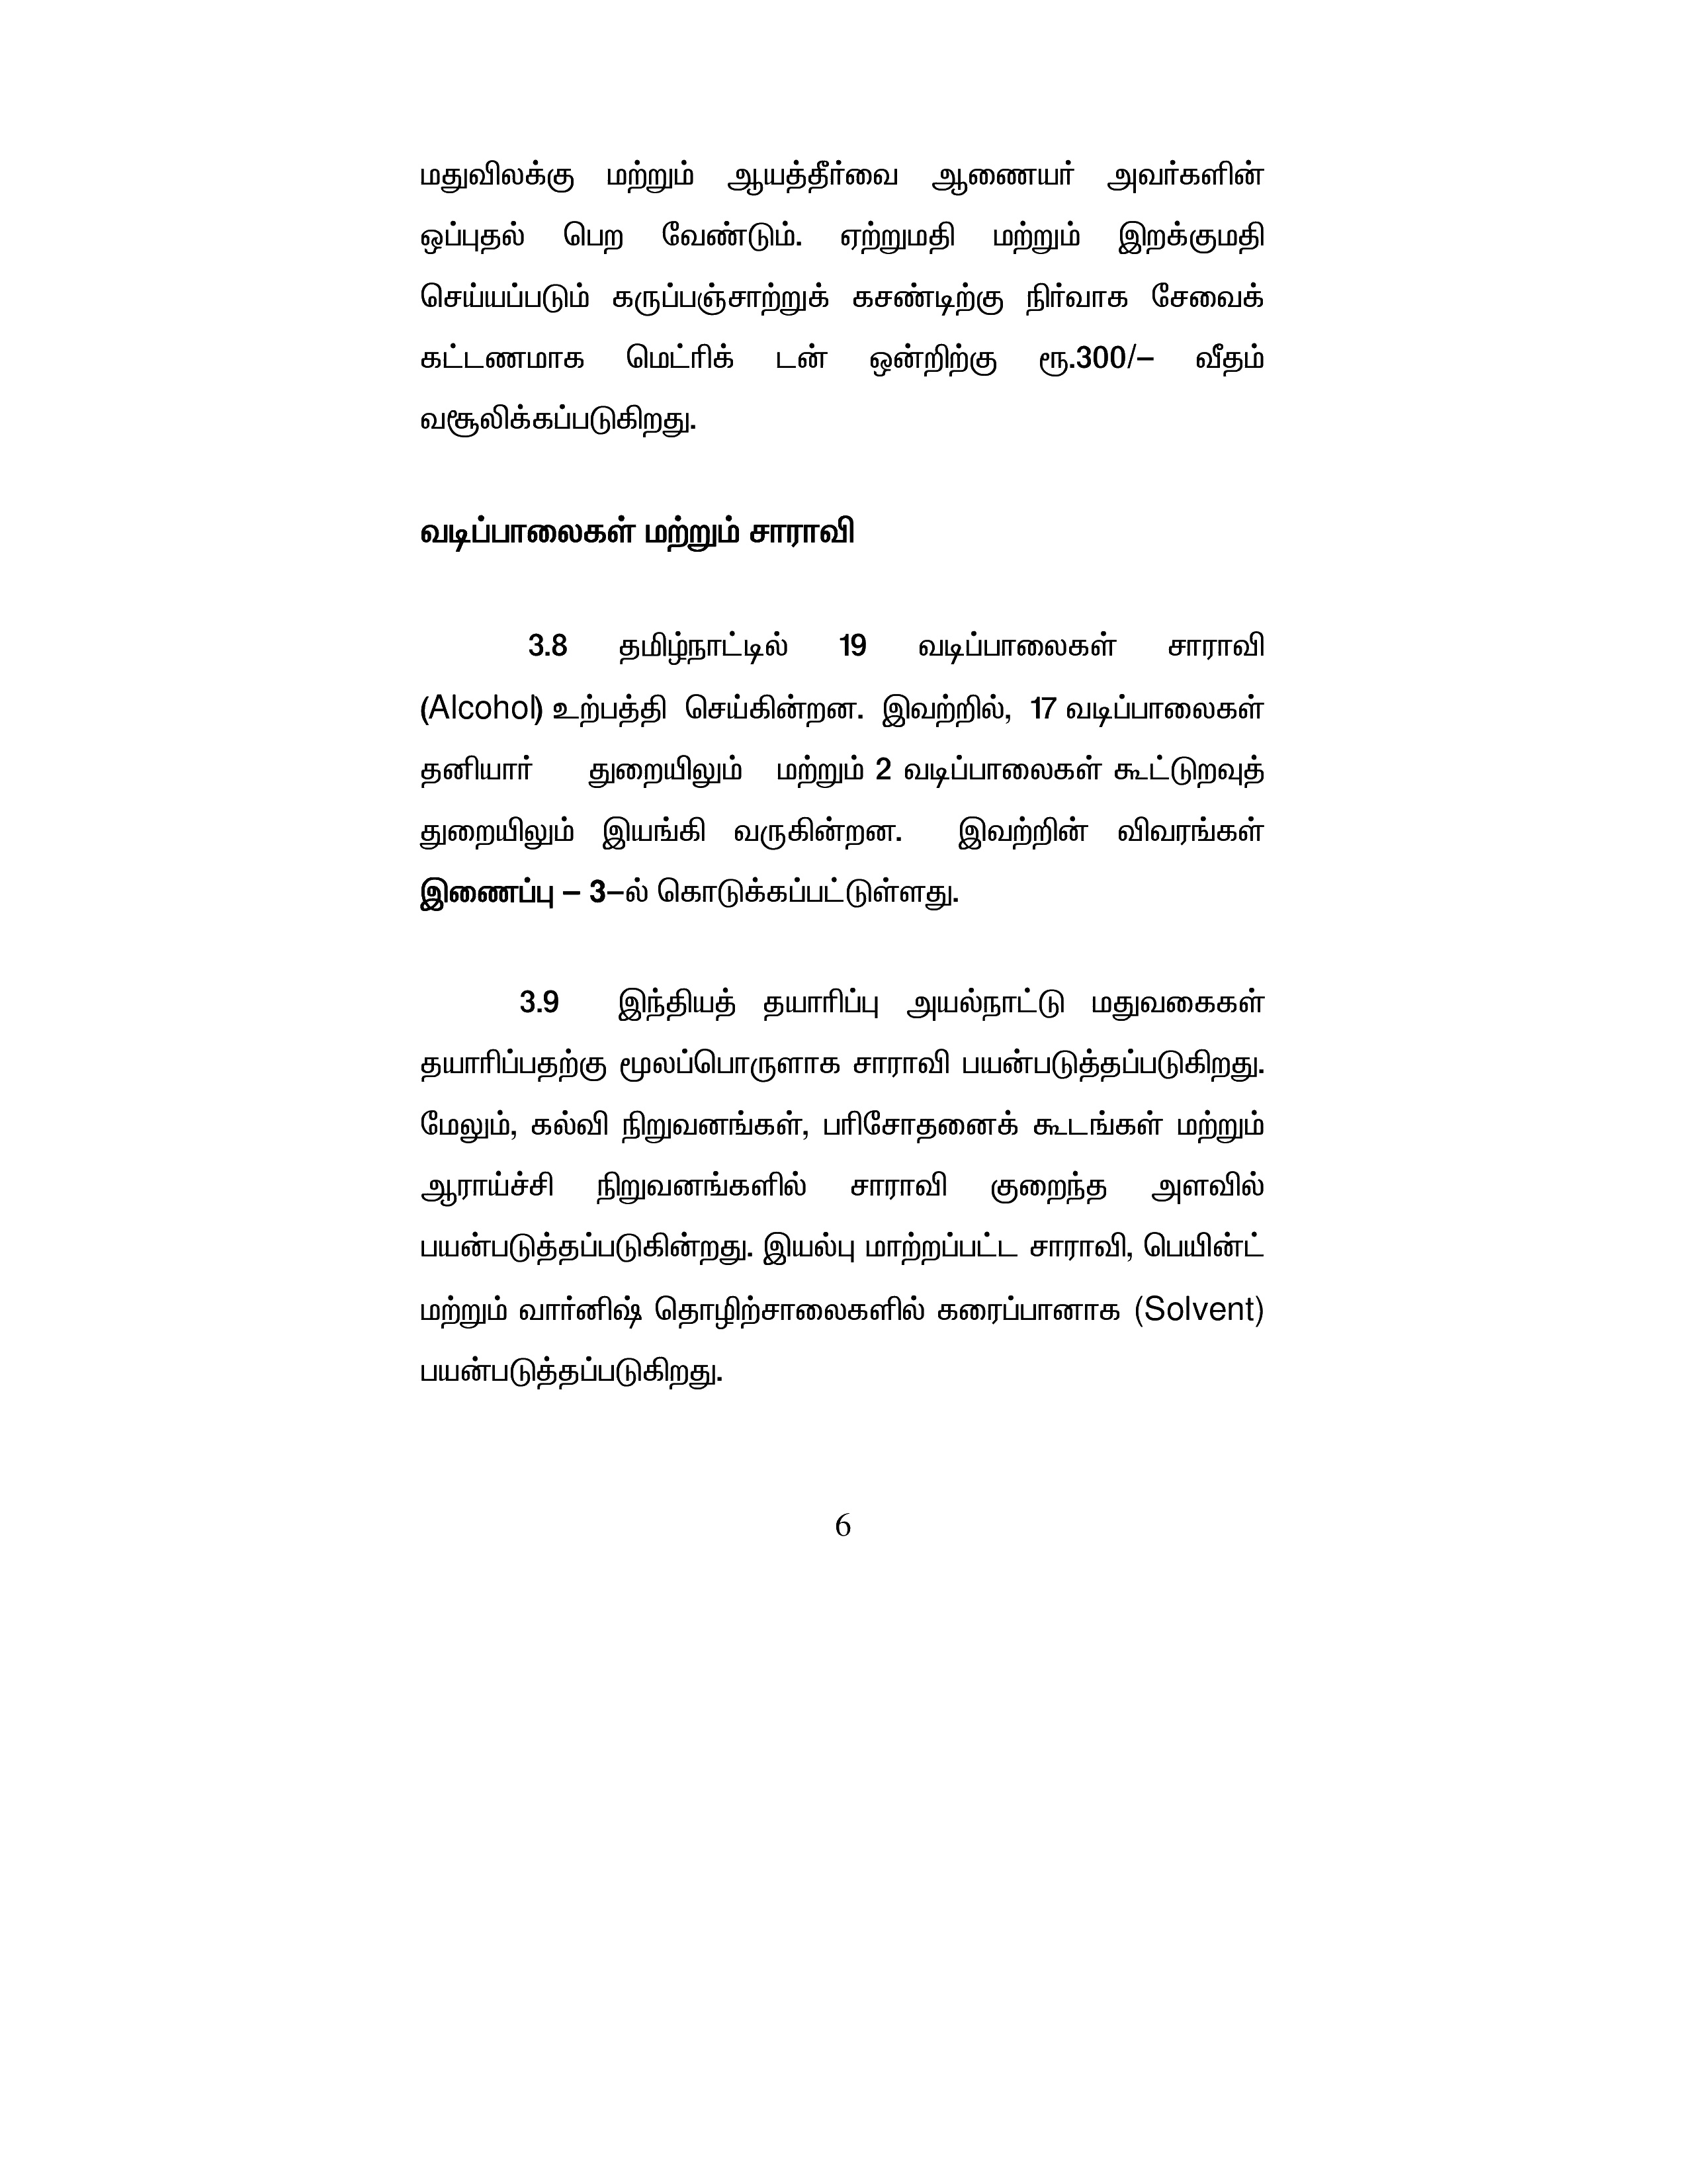 மதுவிலக்கு மற்றும் ஆயத்தீர்வை ஆணையர் அவர்களின்
ஒப்புதல் பெற வேண்டும். ஏற்றுமதி மற்றும் இறக்குமதி
செய்யப்படும் கருப்பஞ்சாற்றுக் கசண்டிற்கு நிர்வாக சேவைக்
கட்டணமாக மெட்ரிக் டன் ஒன்றிற்கு ரூ.300/– வீதம்
வசூலிக்கப்படுகிறது.
வடிப்பாலைகள் மற்றும் சாராவி
3.8 தமிழ்நாட்டில் 19 வடிப்பாலைகள் சாராவி
(Alcohol) உற்பத்தி செய்கின்றன. இவற்றில், 17 வடிப்பாலைகள்
தனியார் துறையிலும் மற்றும் 2 வடிப்பாலைகள் கூட்டுறவுத்
துறையிலும் இயங்கி வருகின்றன. இவற்றின் விவரங்கள்
இணைப்பு – 3–ல் கொடுக்கப்பட்டுள்ளது.
3.9 இந்தியத் தயாரிப்பு அயல்நாட்டு மதுவகைகள்
தயாரிப்பதற்கு மூலப்பொருளாக சாராவி பயன்படுத்தப்படுகிறது.
மேலும், கல்வி நிறுவனங்கள், பரிசோதனைக் கூடங்கள் மற்றும்
ஆராய்ச்சி நிறுவனங்களில் சாராவி குறைந்த அளவில்
பயன்படுத்தப்படுகின்றது. இயல்பு மாற்றப்பட்ட சாராவி, பெயின்ட்
மற்றும் வார்னிஷ் தொழிற்சாலைகளில் கரைப்பானாக (Solvent)
பயன்படுத்தப்படுகிறது.
6